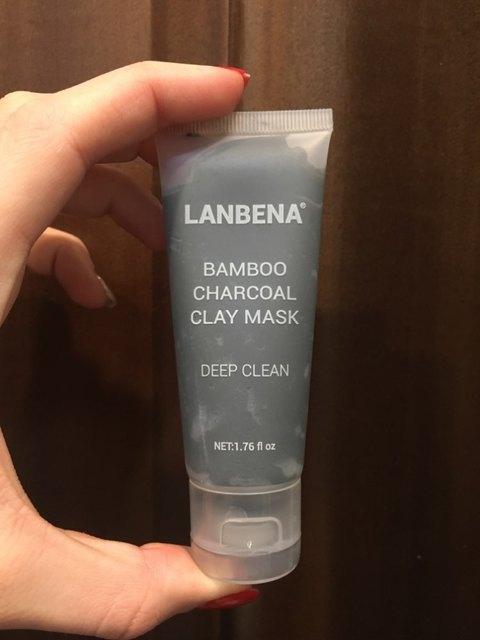 LANBENA®
BAMBOO
CHARCOAL
CLAY MASK
DEEP CLEAN
NET:1.76 fl oz